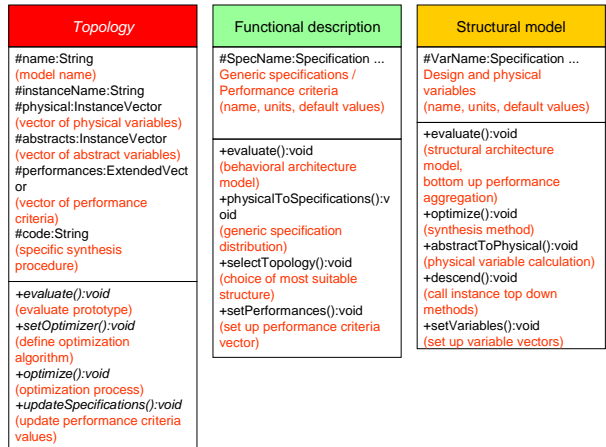 Topology
#name:String
(model name)
#instanceName:String
#physical:InstanceVector
(vector of physical variables)
#abstracts:InstanceVector
(vector of abstract variables)
#performances:ExtendedVect
or
(vector of performance
criteria)
#code:String
(specific synthesis
procedure)
+evaluate():void
(evaluate prototype)
+setOptimizer():void
(define optimization
algorithm)
+optimize():void
(optimization process)
+updateSpecifications():void
(update performance criteria
values)
Functional description
#SpecName:Specification ...
Generic specifications /
Performance criteria
(name, units, default values)
+evaluate():void
(behavioral architecture
model)
+physicalToSpecifications():v
oid
(generic specification
distribution)
+selectTopology():void
(choice of most suitable
structure)
+setPerformances():void
(set up performance criteria
vector)
Structural model
#VarName:Specification ...
Design and physical
variables
(name, units, default values)
+evaluate():void
(structural architecture
model,
bottom up performance
aggregation)
+optimize():void
(synthesis method)
+abstractToPhysical():void
(physical variable calculation)
+descend():void
(call instance top down
methods)
+setVariables():void
(set up variable vectors)